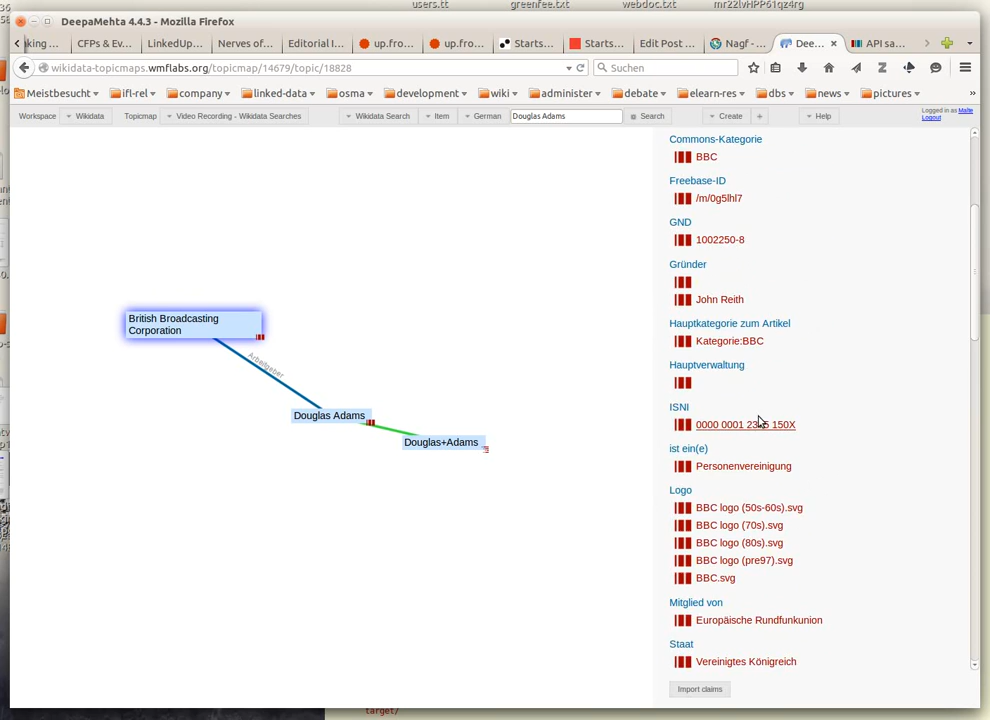 users.tt greenfee.txt webdoc.txt
DeepaMehta 4.4.3 - Mozilla Firefox
aking ... CFPs & Ev... LinkedUp... Nerves of... Editorial I... up.fro... up.fro... Starts... Starts... Edit Post ... Nagf - ... Dee... × API sa...
wikidata-topicmaps.wmflabs.org/topicmap/14679/topic/18828 Suchen
Meistbesucht ifl-rel company linked-data osma development wiki administer debate elearn-res dbs news pictures »
Workspace Wikidata Topicmap Video Recording - Wikidata Searches Wikidata Search Item German Douglas Adams Search Create Help Logged in as Malte
Logout
Commons-Kategorie
BBC
Freebase-ID
/m/0g5lhl7
GND
1002250-8
Gründer
John Reith
Hauptkategorie zum Artikel
Kategorie:BBC
Hauptverwaltung
ISNI
0000 0001 150X
ist ein(e)
Personenvereinigung
Logo
BBC logo (50s-60s).svg
BBC logo (70s).svg
BBC logo (80s).svg
BBC logo (pre97).svg
BBC.svg
Mitglied von
Europäische Rundfunkunion
Staat
Vereinigtes Königreich
Import claims
British Broadcasting
Corporation
Arbeitgeber
Douglas Adams
Douglas+Adams
target/